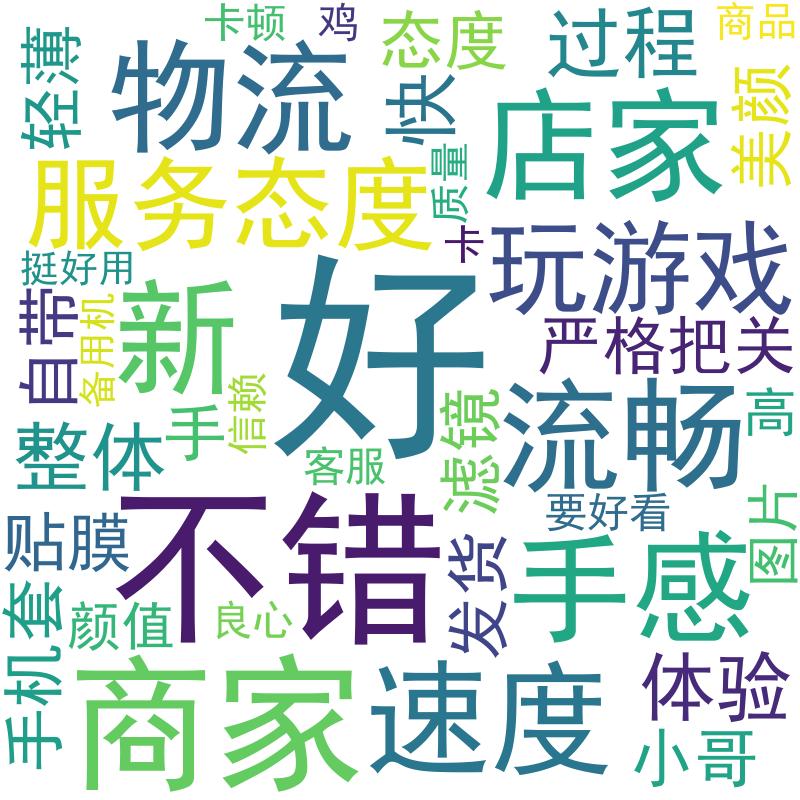 卡顿
鸡
商品
态度
过程
轻薄
物流
快
店家
美颜
服务态度
质量
卡
玩游戏
挺好用
自带
备用机
新
好
严格把关
信赖
手
整体
滤镜
流畅
高
客服
不错
要好看
图片
贴膜
发货
手感
手机套
颜值
良心
商家
速度
体验
小哥